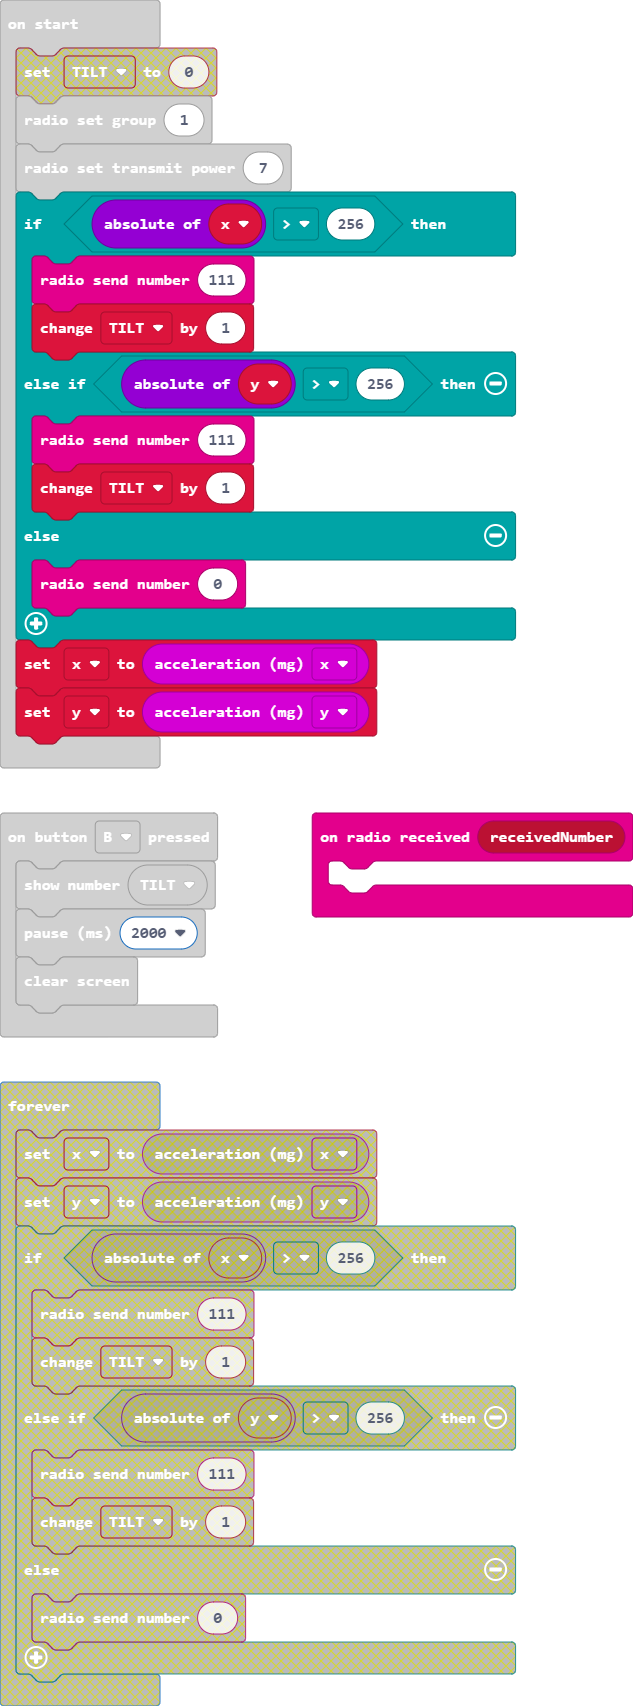 on start
set TILT to 0
radio set group 1
radio set transmit power 7
if absolute of x > 256 then
radio send number 111
change TILT by 1
else if absolute of y > 256 then
radio send number 111
change TILT by 1
else
radio send number 0
set x to acceleration (mg) x
set y to acceleration (mg) y
on button B pressed
show number TILT
pause (ms) 2000
clear screen
on radio received receivedNumber
forever
set x to acceleration (mg) x
set y to acceleration (mg) y
if absolute of x > 256 then
radio send number 111
change TILT by 1
else if absolute of y > 256 then
radio send number 111
change TILT by 1
else
radio send number 0